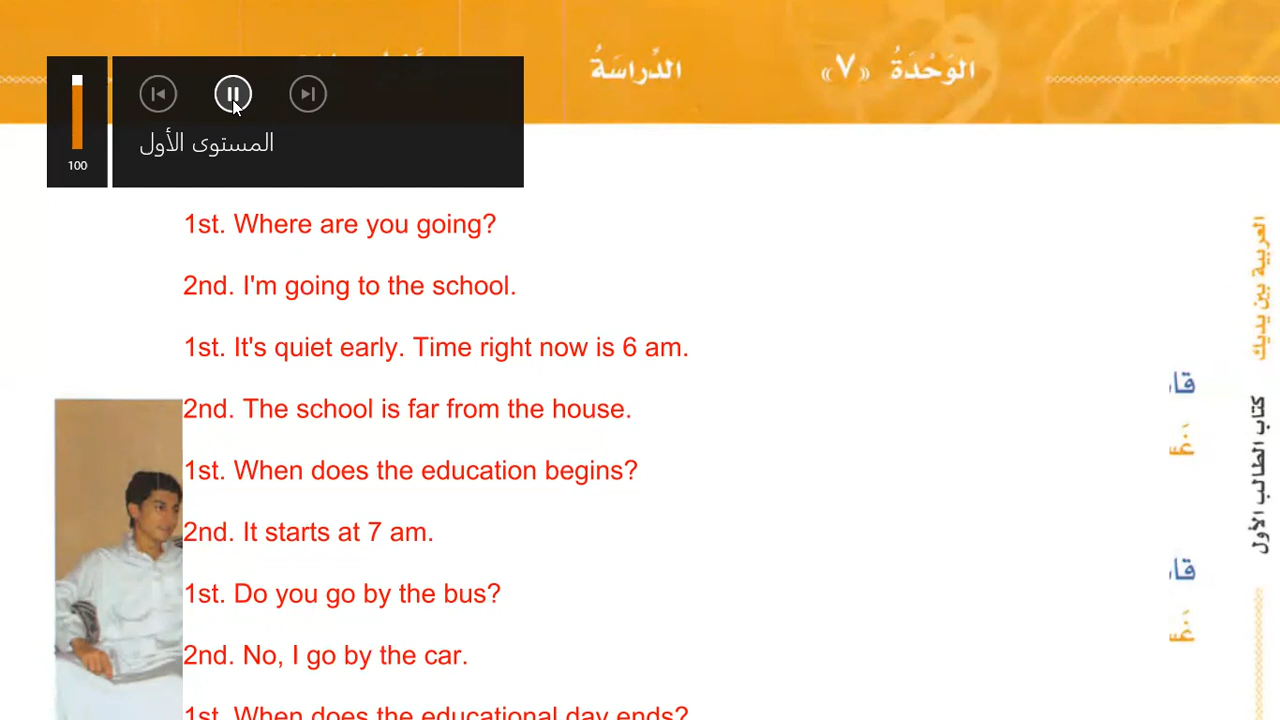 الوَحْدَةُ «٧» الدِّراسَةُ
100
المستوى الأول
1st. Where are you going?
2nd. I'm going to the school.
1st. It's quiet early. Time right now is 6 am.
2nd. The school is far from the house.
1st. When does the education begins?
2nd. It starts at 7 am.
1st. Do you go by the bus?
2nd. No, I go by the car.
1st. When does the educational day ends?
العربية بين يديك
كتاب الطالب الأول